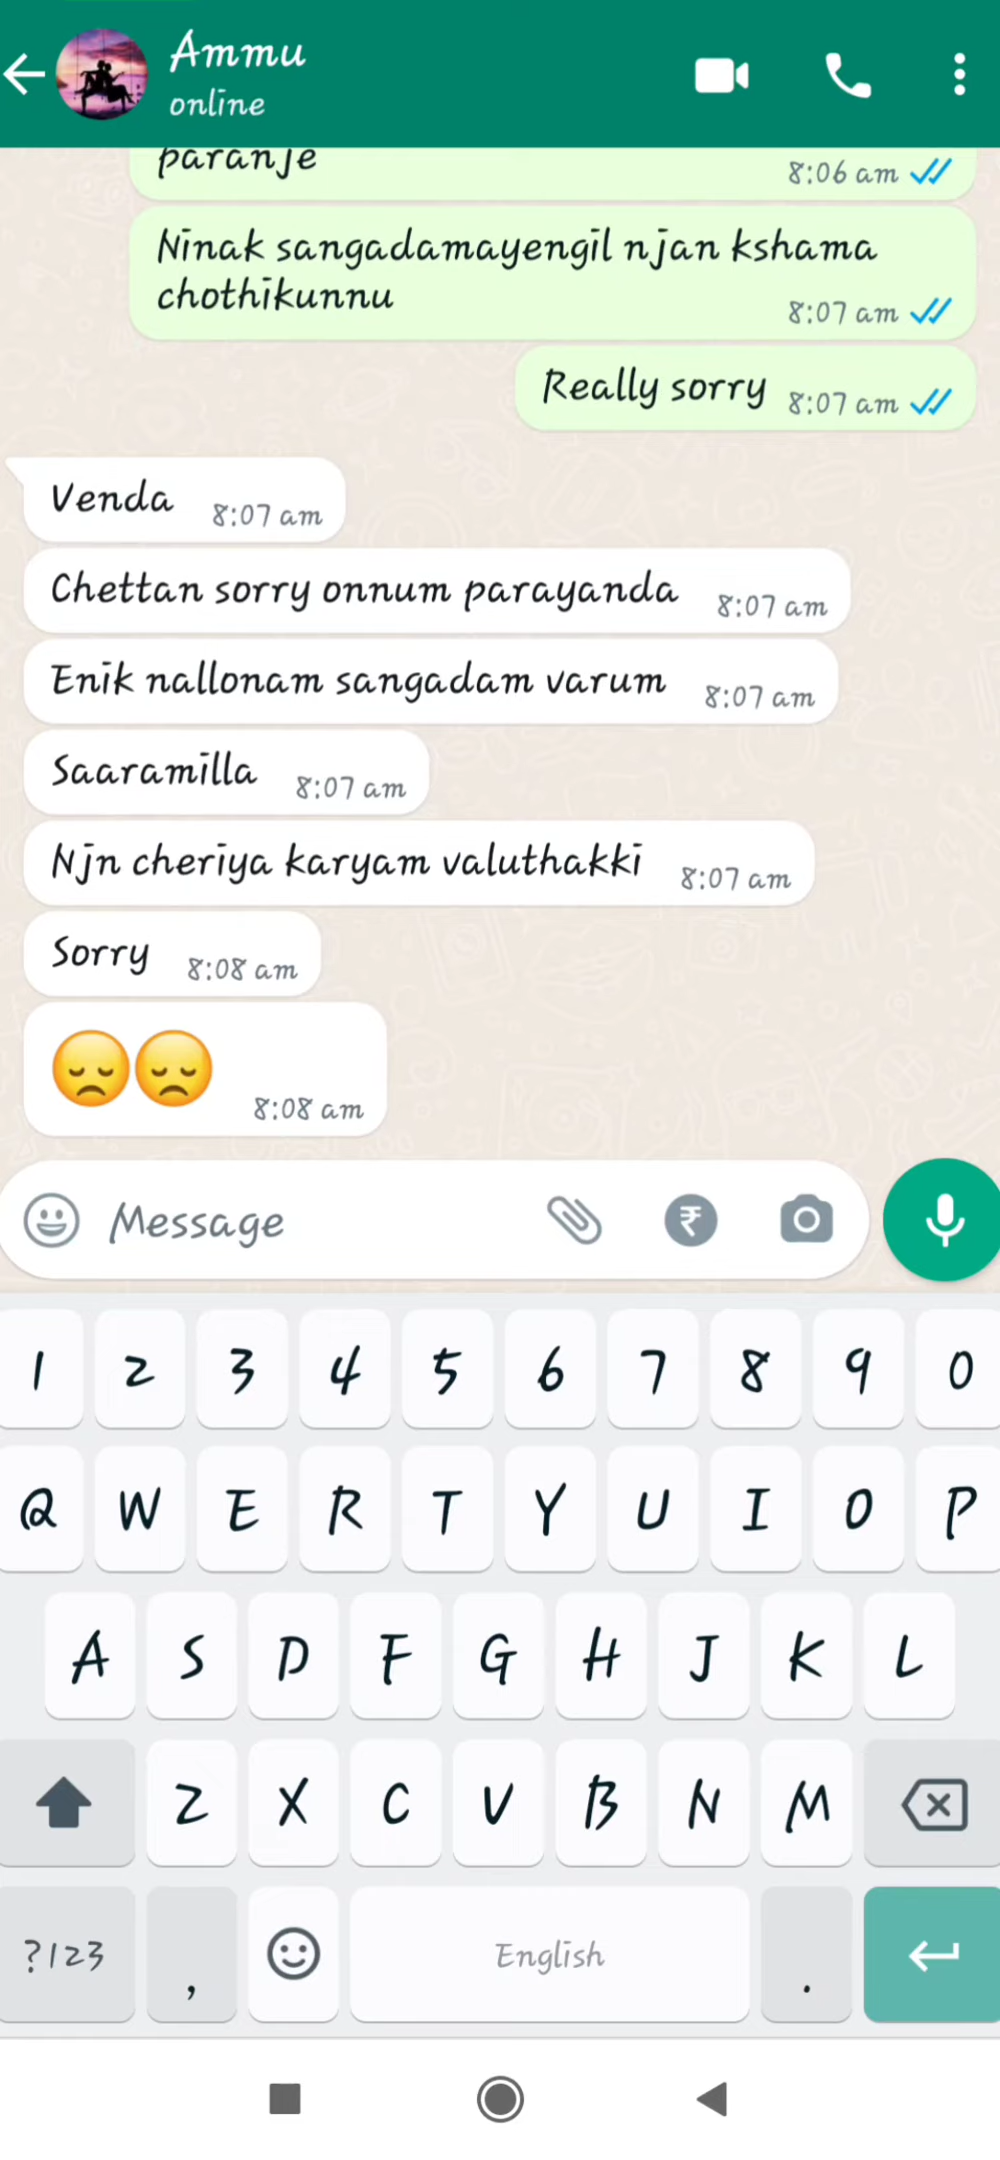 Ammu
online
paranje
8:06 am
Ninak sangadamayengil njan kshama
chothikunnu
8:07 am
Really sorry 8:07 am
Venda 8:07 am
Chettan sorry onnum parayanda 8:07 am
Enik nallonam sangadam varum 8:07 am
Saaramilla 8:07 am
Njn cheriya karyam valuthakki 8:07 am
Sorry 8:08 am
😞😞 8:08 am
Message
1 2 3 4 5 6 7 8 9 0
Q W E R T Y U I O P
A S D F G H J K L
Z X C V B N M
?123 , English .